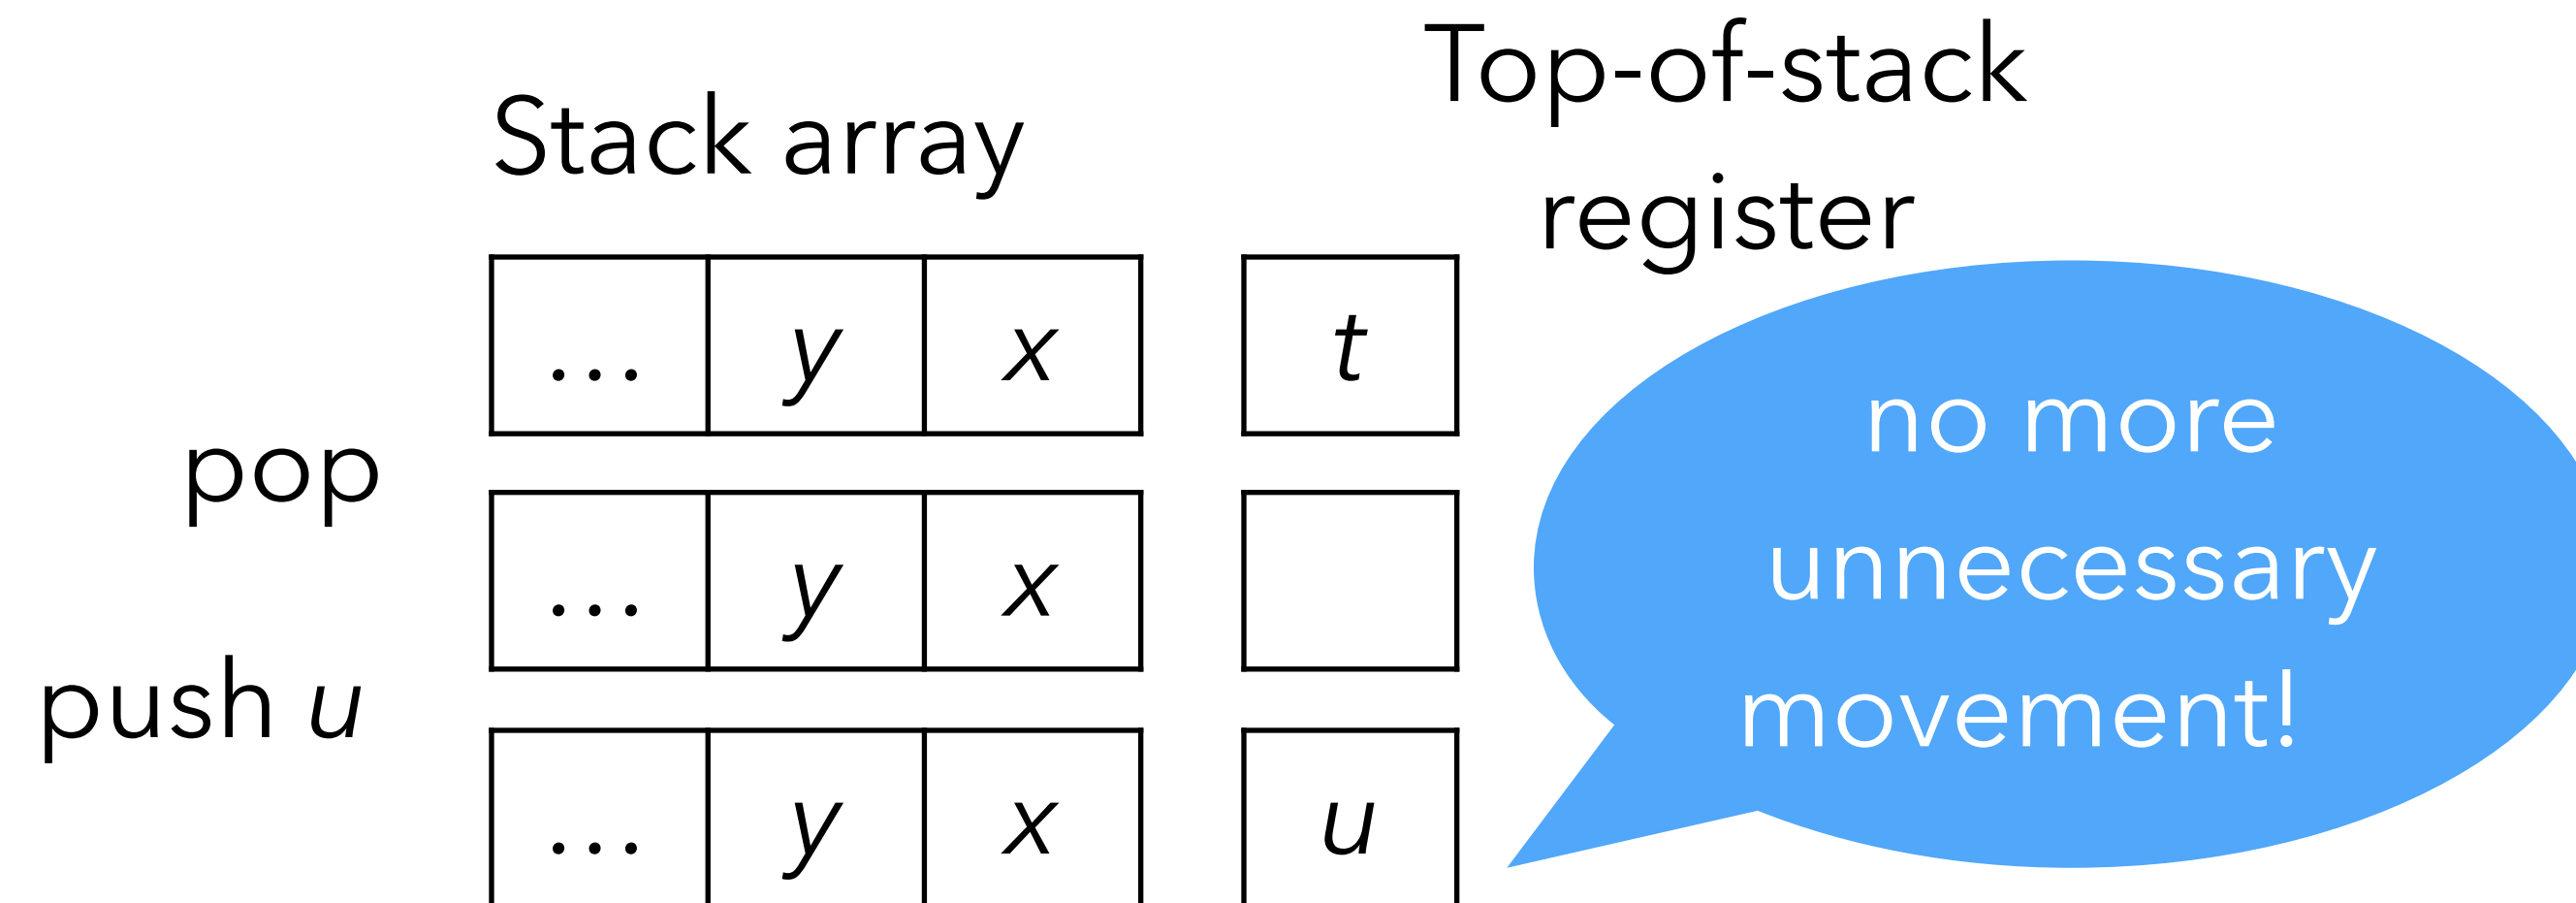 Top-of-stack
register
Stack array
… y x t
pop
… y x
push u
… y x u
no more
unnecessary
movement!